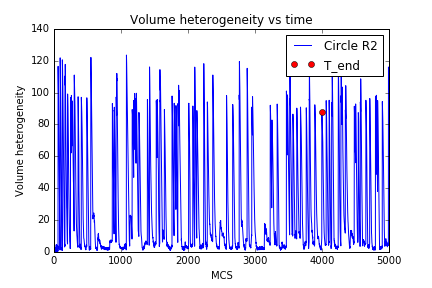 Volume heterogeneity vs time
Circle R2
T_end
Volume heterogeneity
140
120
100
80
60
40
20
0
0 1000 2000 3000 4000 5000
MCS